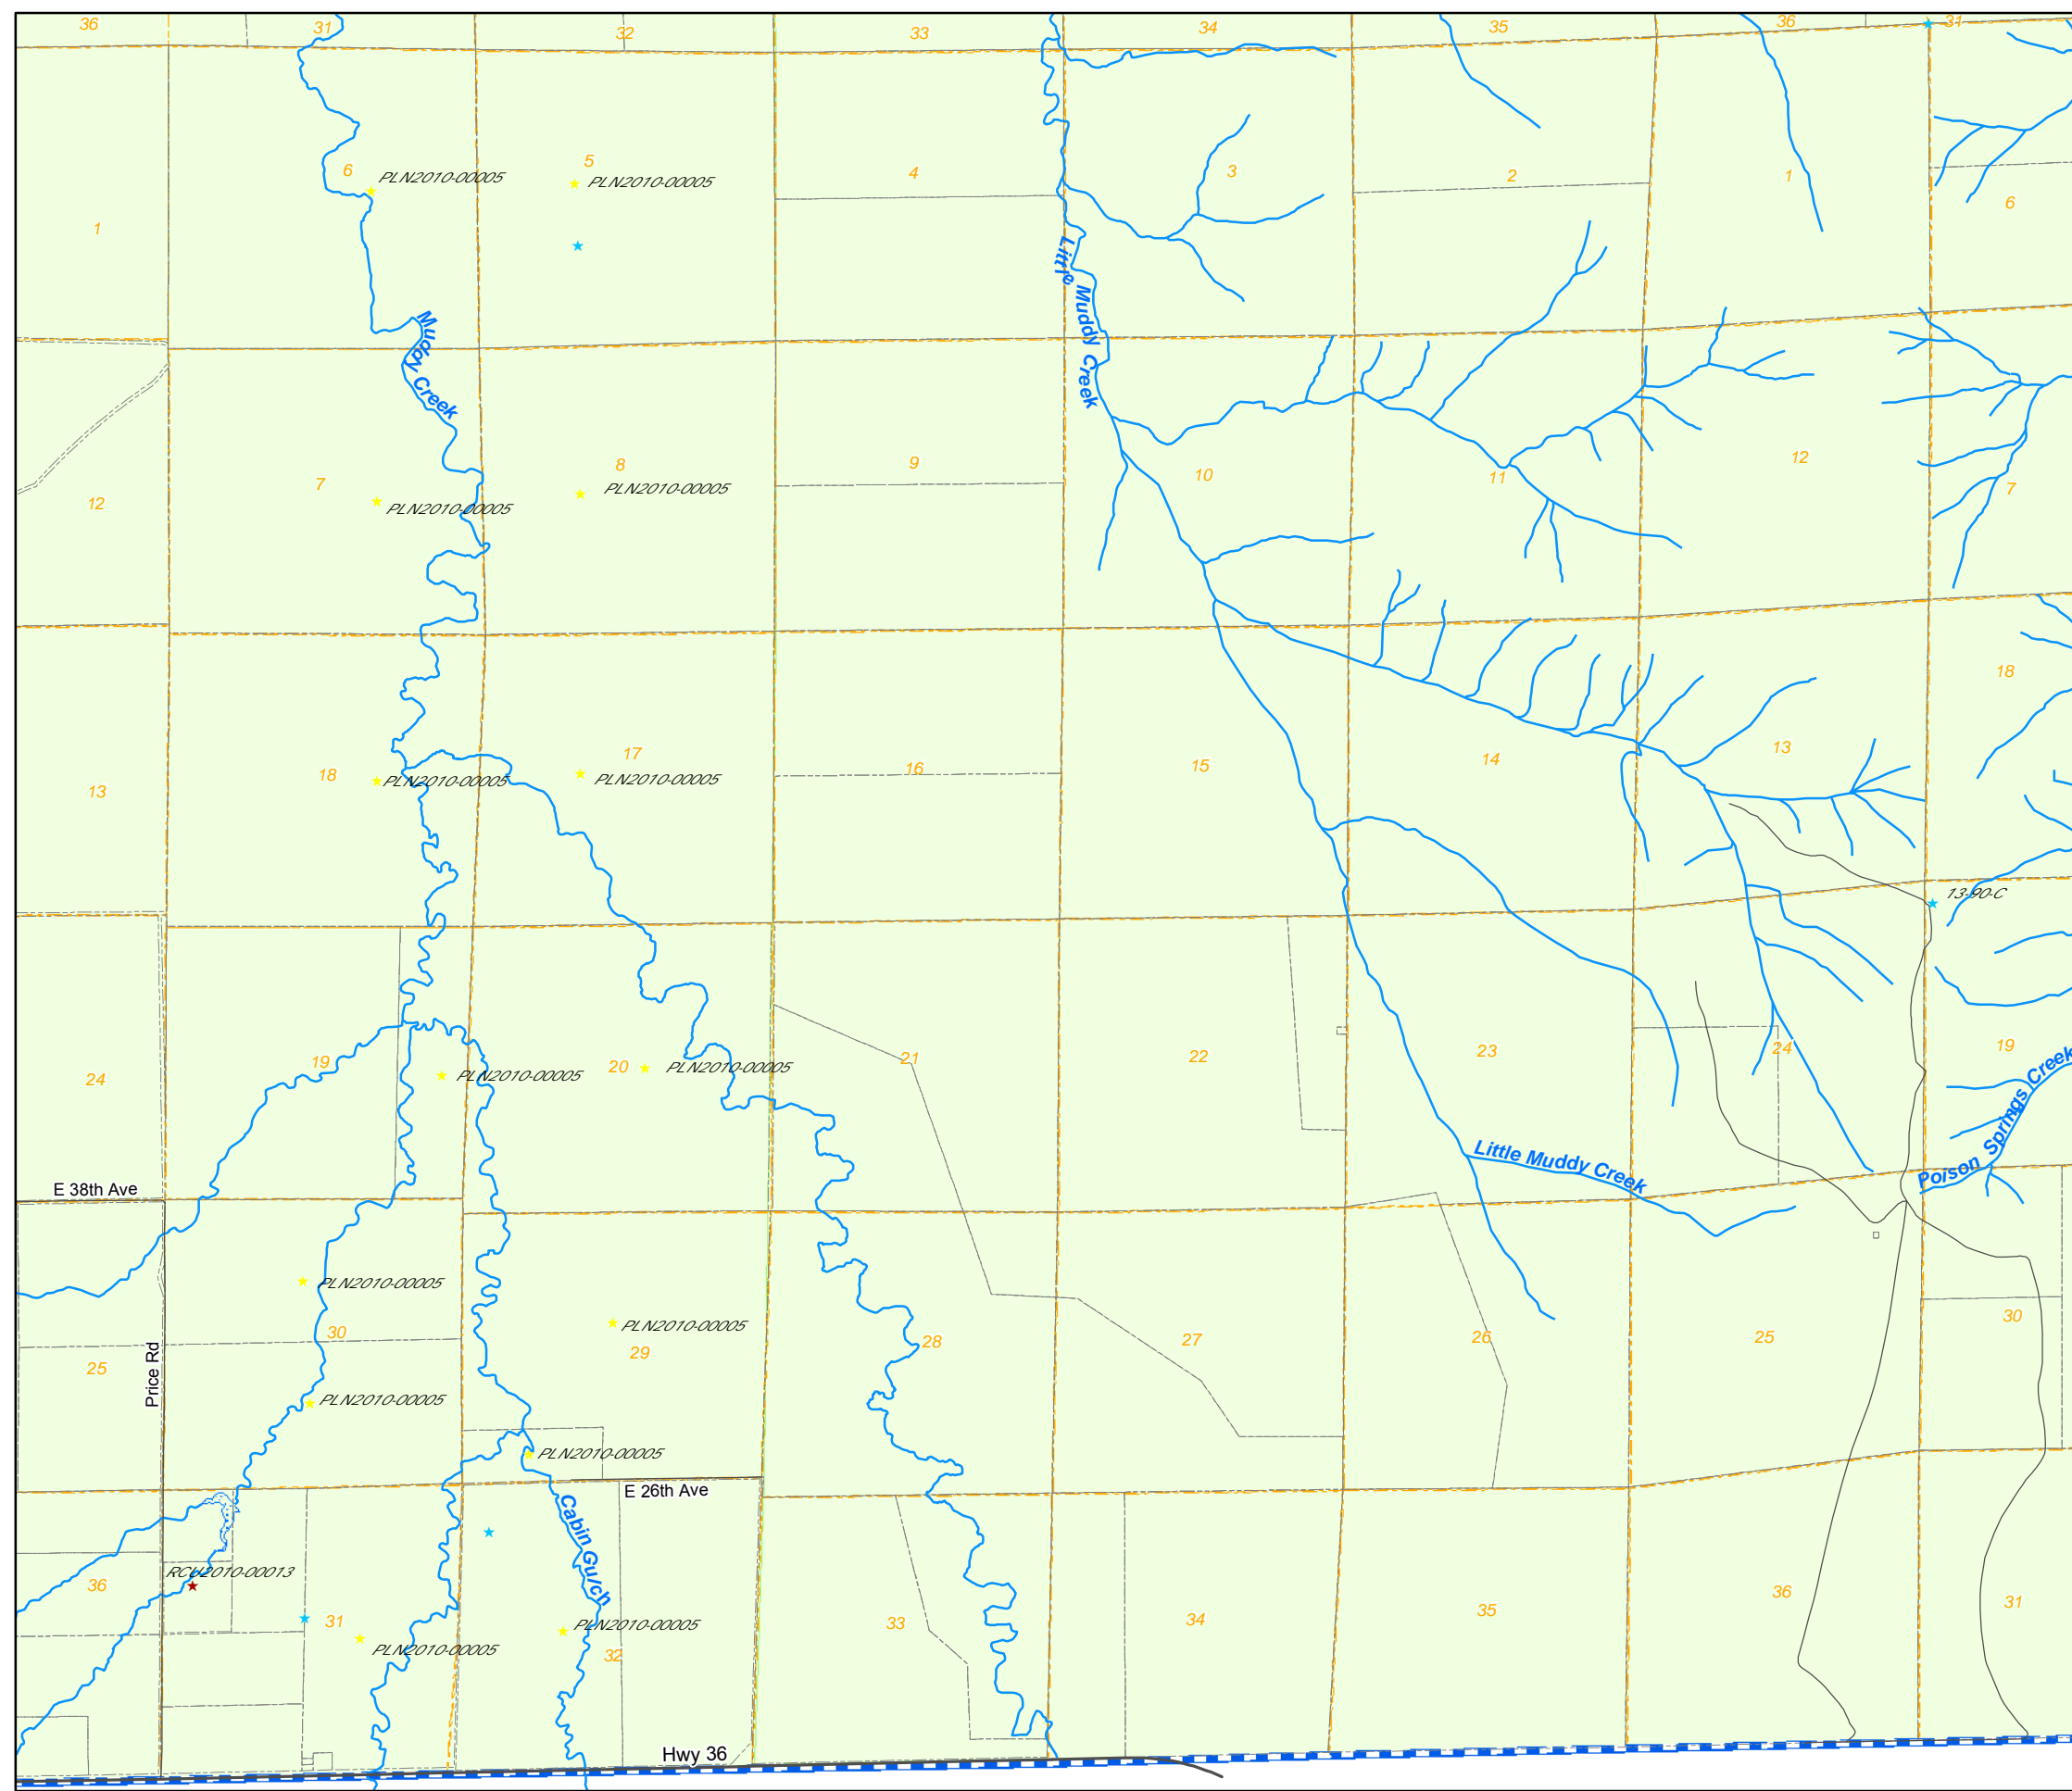 36
31
32
33
34
35
36
31
6
PLN2010-00005
5
PLN2010-00005
4
3
2
1
6
1
Little Muddy Creek
Muddy Creek
12
7
PLN2010-00005
8
PLN2010-00005
9
10
11
12
7
13
18
PLN2010-00005
17
PLN2010-00005
16
15
14
13
18
13-90-C
24
19
PLN2010-00005
20
PLN2010-00005
21
22
23
24
19
Poison Springs Creek
Little Muddy Creek
E 38th Ave
PLN2010-00005
30
25
Price Rd
PLN2010-00005
PLN2010-00005
29
28
27
26
25
30
PLN2010-00005
E 26th Ave
Cabin Gulch
RCU2010-00013
36
31
PLN2010-00005
PLN2010-00005
32
33
34
35
36
31
Hwy 36